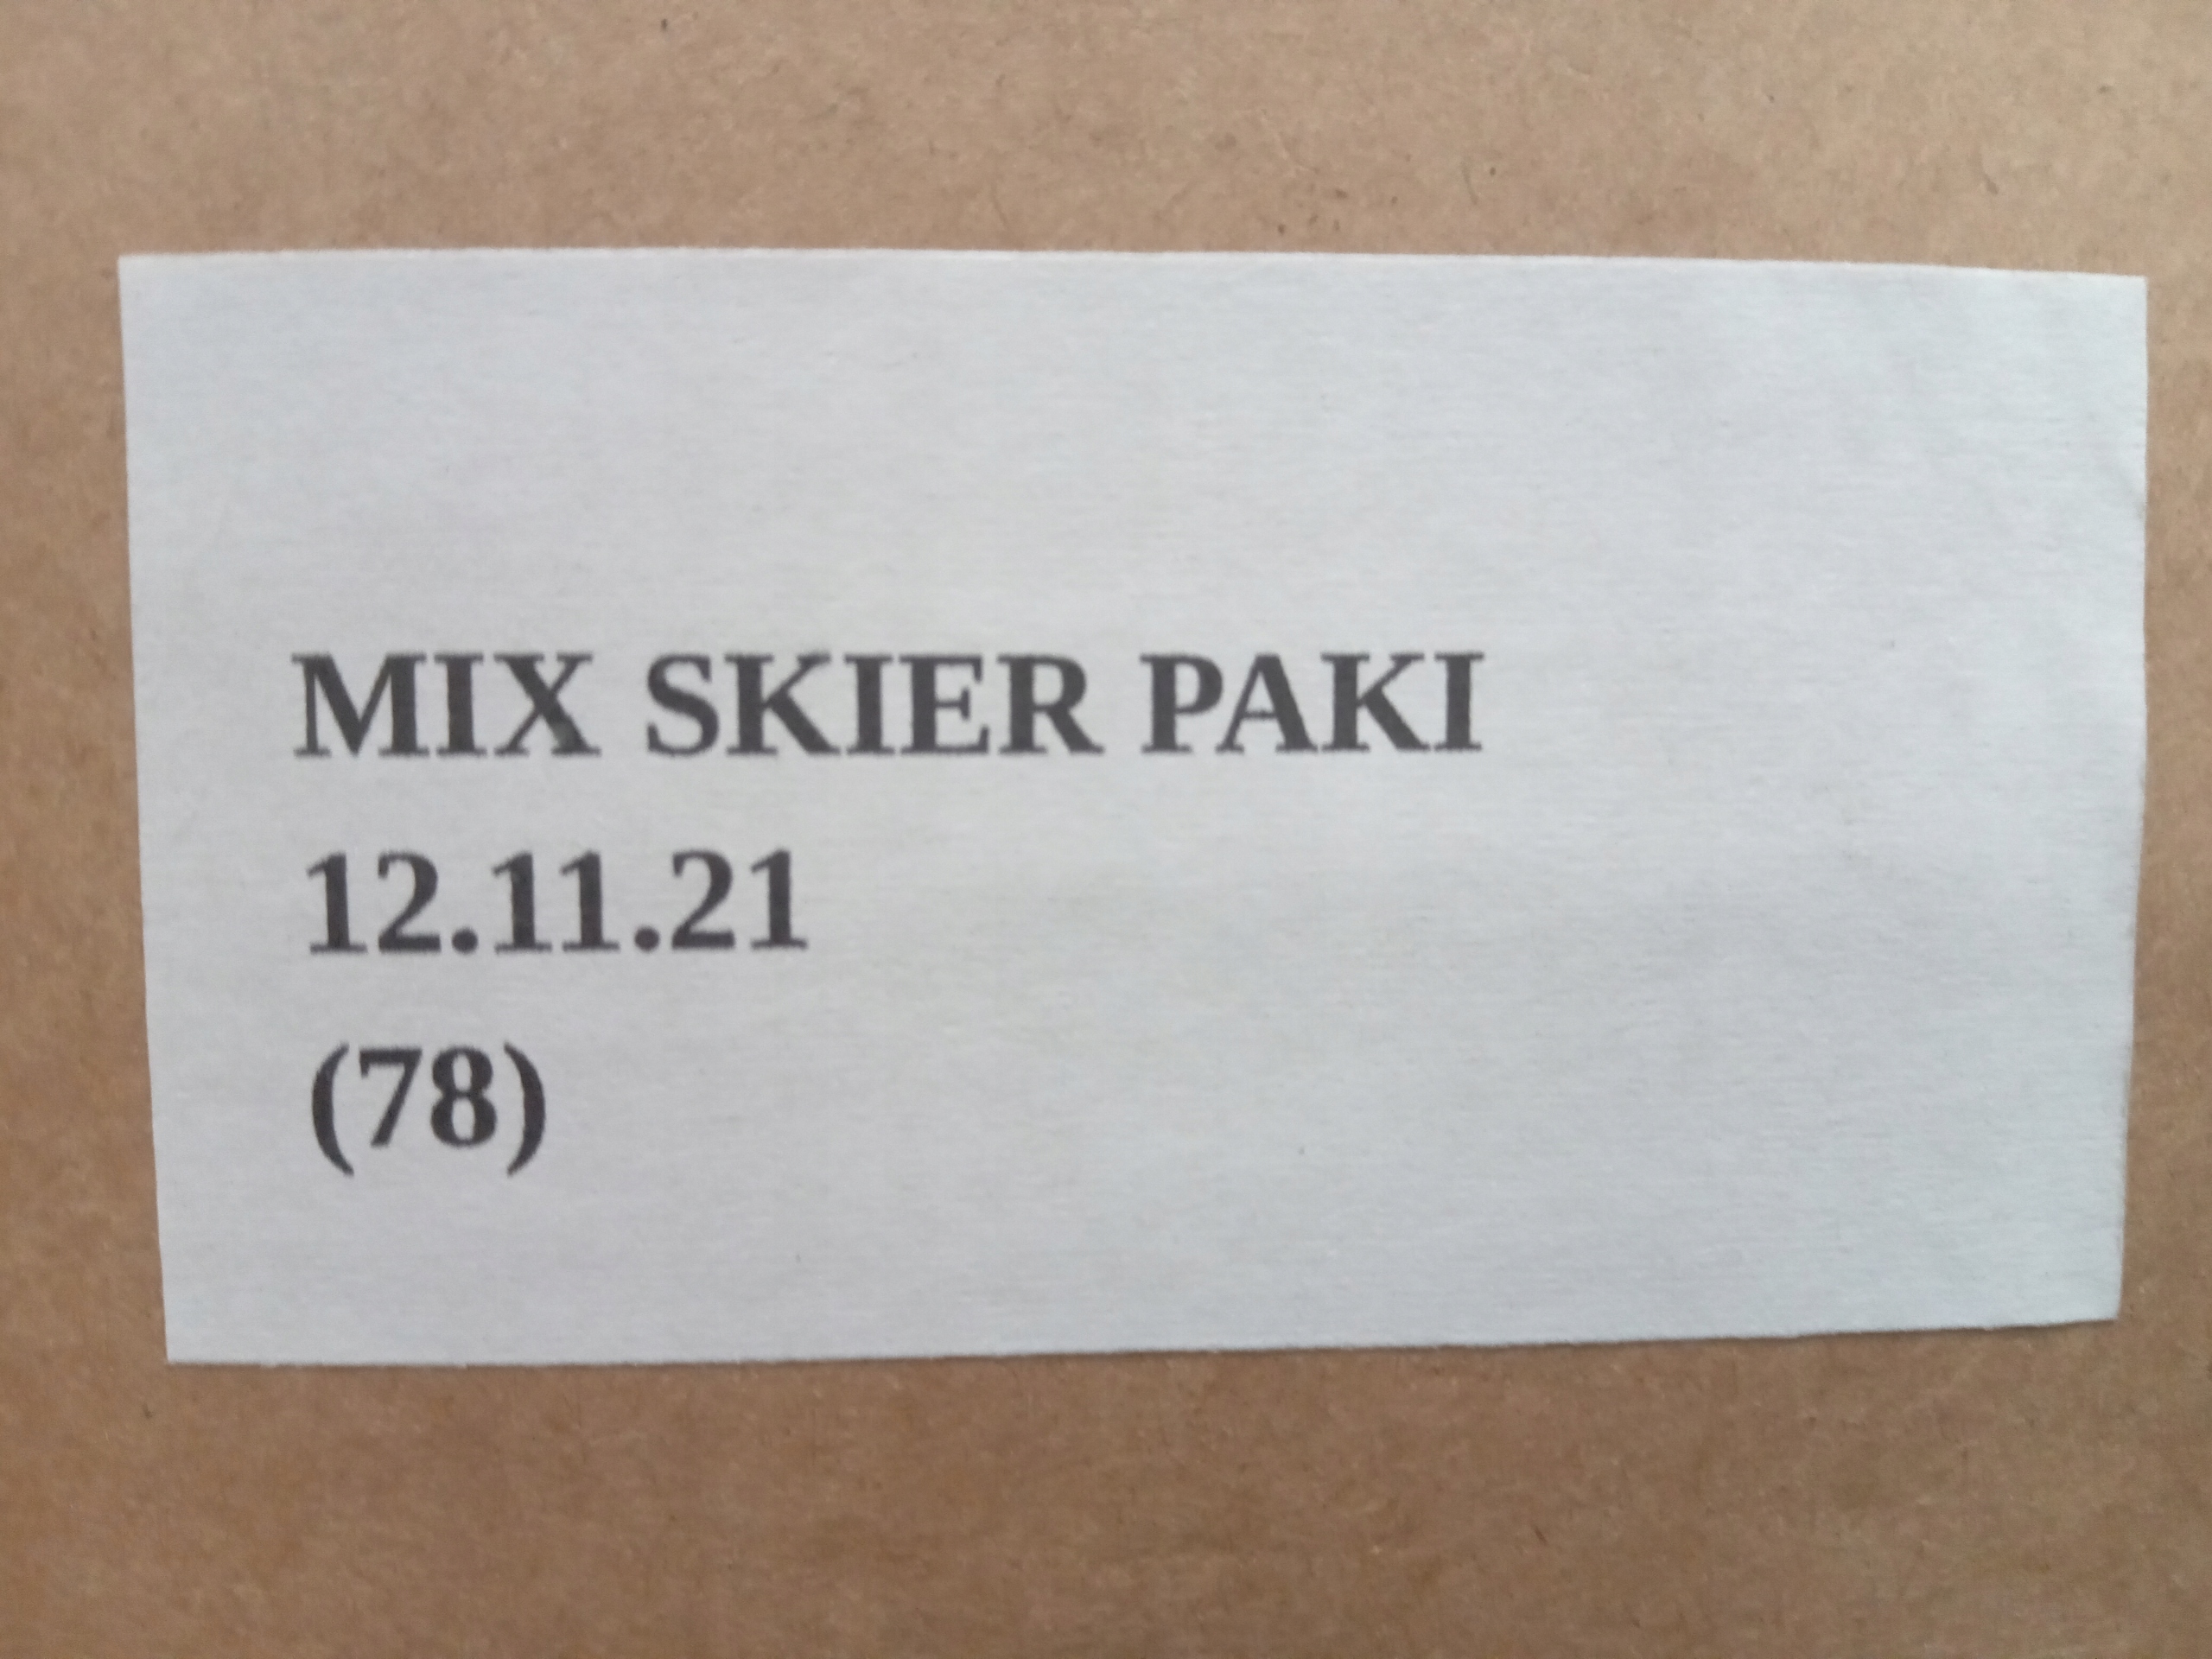 MIX SKIER PAKI
12.11.21
(78)